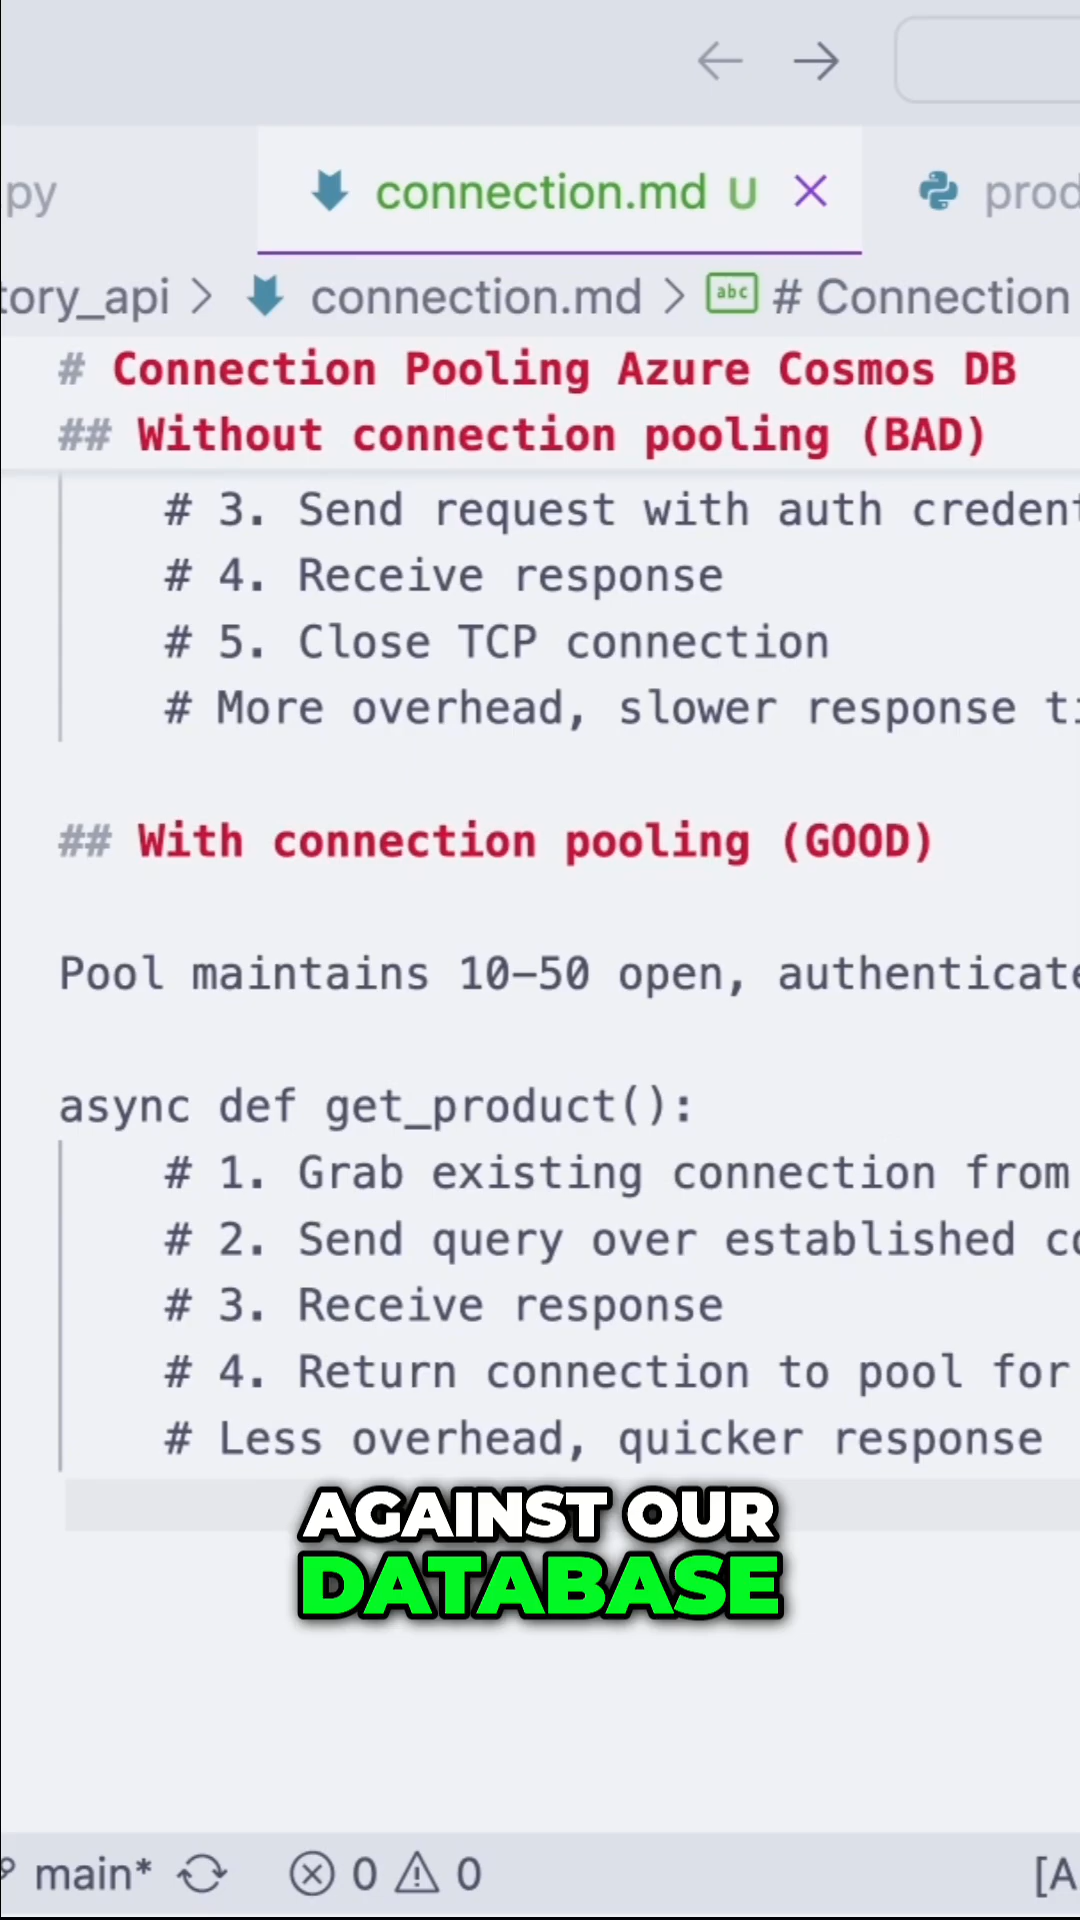 py
connection.md U
prod
tory_api > connection.md > abc # Connection
# Connection Pooling Azure Cosmos DB
## Without connection pooling (BAD)
# 3. Send request with auth credent
# 4. Receive response
# 5. Close TCP connection
# More overhead, slower response ti
## With connection pooling (GOOD)
Pool maintains 10-50 open, authenticate
async def get_product():
# 1. Grab existing connection from
# 2. Send query over established co
# 3. Receive response
# 4. Return connection to pool for
# Less overhead, quicker response
AGAINST OUR
DATABASE
main* 0 0 [A